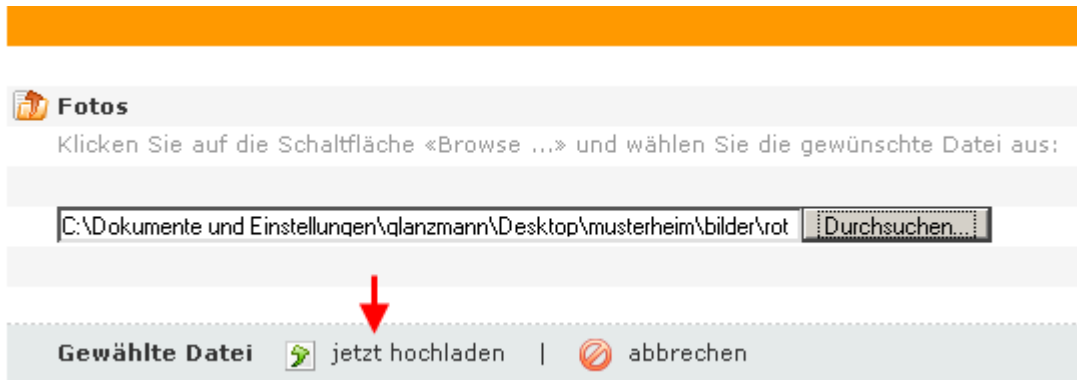 Fotos
Klicken Sie auf die Schaltfläche «Browse ...» und wählen Sie die gewünschte Datei aus:
C:\Dokumente und Einstellungen\glanzmann\Desktop\musterheim\bilder\rot Durchsuchen...
Gewählte Datei jetzt hochladen | abbrechen